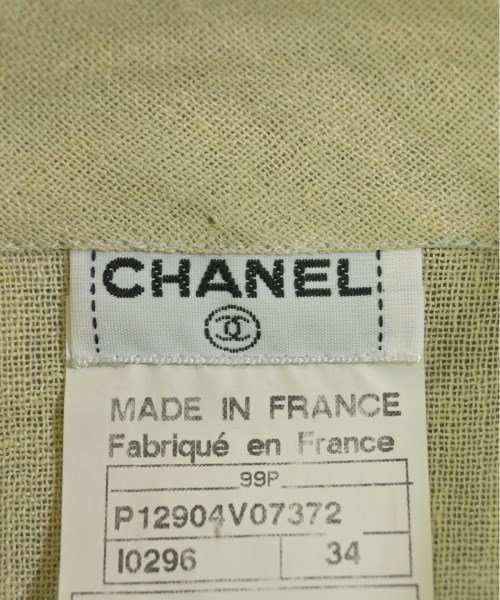 CHANEL
MADE IN FRANCE
Fabriqué en France
99P
P12904V07372
I0296 34